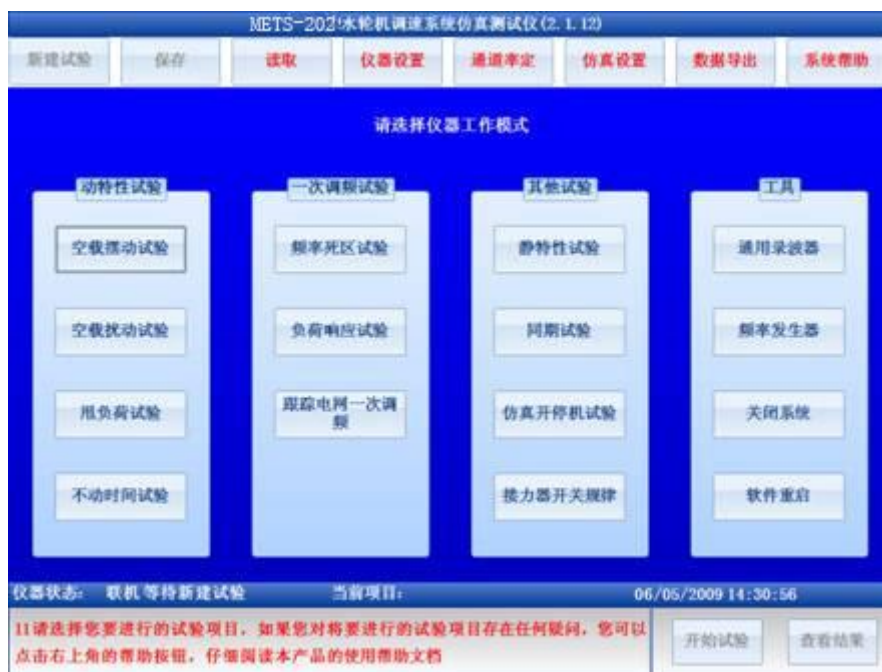 METS-202 水轮机调速系统仿真测试仪(2.1.12)
新建试验 保存 读取 仪器设置 通道率定 仿真设置 数据导出 系统帮助
请选择仪器工作模式
动特性试验 一次调频试验 其他试验 工具
空载摆动试验 频率死区试验 静特性试验 通用录波器
空载扰动试验 负荷响应试验 同期试验 频率发生器
甩负荷试验 跟踪电网一次调 仿真开停机试验 关闭系统
频
不动时间试验 接力器开关规律 软件重启
仪器状态: 联机 等待新建试验 当前项目: 06/05/2009 14:30:56
11请选择您要进行的试验项目,如果您对将要进行的试验项目存在任何疑问,您可以
点击右上角的帮助按钮,仔细阅读本产品的使用帮助文档
开始试验 查看结果